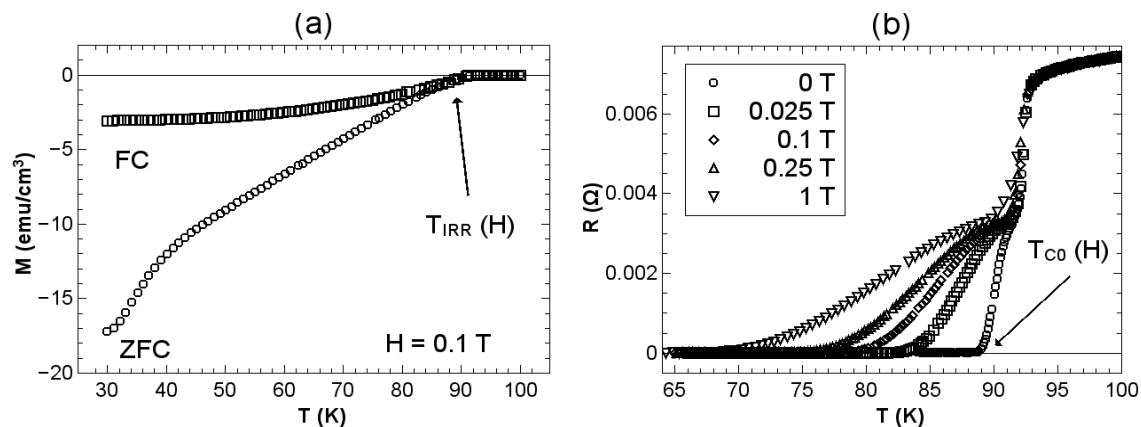 (a)
0
−5
−10
−15
−20
M (emu/cm³)
FC
ZFC
T_IRR (H)
H = 0.1 T
30 40 50 60 70 80 90 100
T (K)
(b)
0.006
0.004
0.002
0
R (Ω)
0 T
0.025 T
0.1 T
0.25 T
1 T
T_C0 (H)
65 70 75 80 85 90 95 100
T (K)